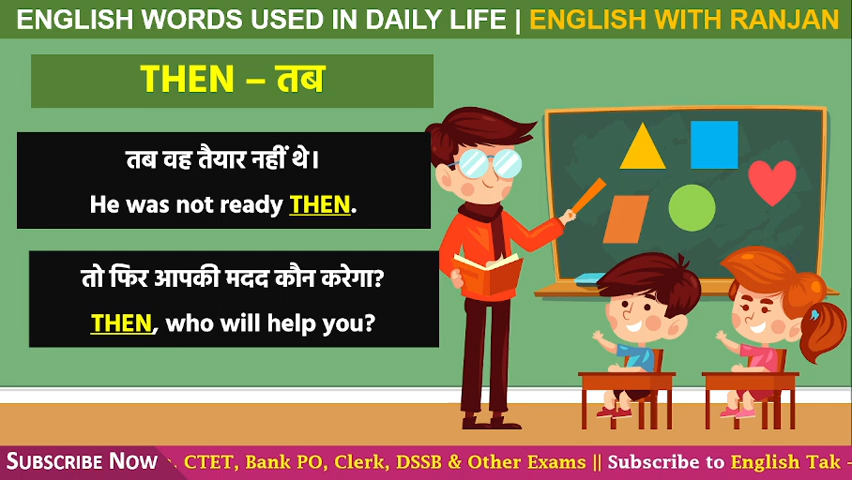 ENGLISH WORDS USED IN DAILY LIFE | ENGLISH WITH RANJAN
THEN – तब
तब वह तैयार नहीं थे।
He was not ready THEN.
तो फिर आपकी मदद कौन करेगा?
THEN, who will help you?
SUBSCRIBE NOW
. CTET, Bank PO, Clerk, DSSB & Other Exams || Subscribe to English Tak -